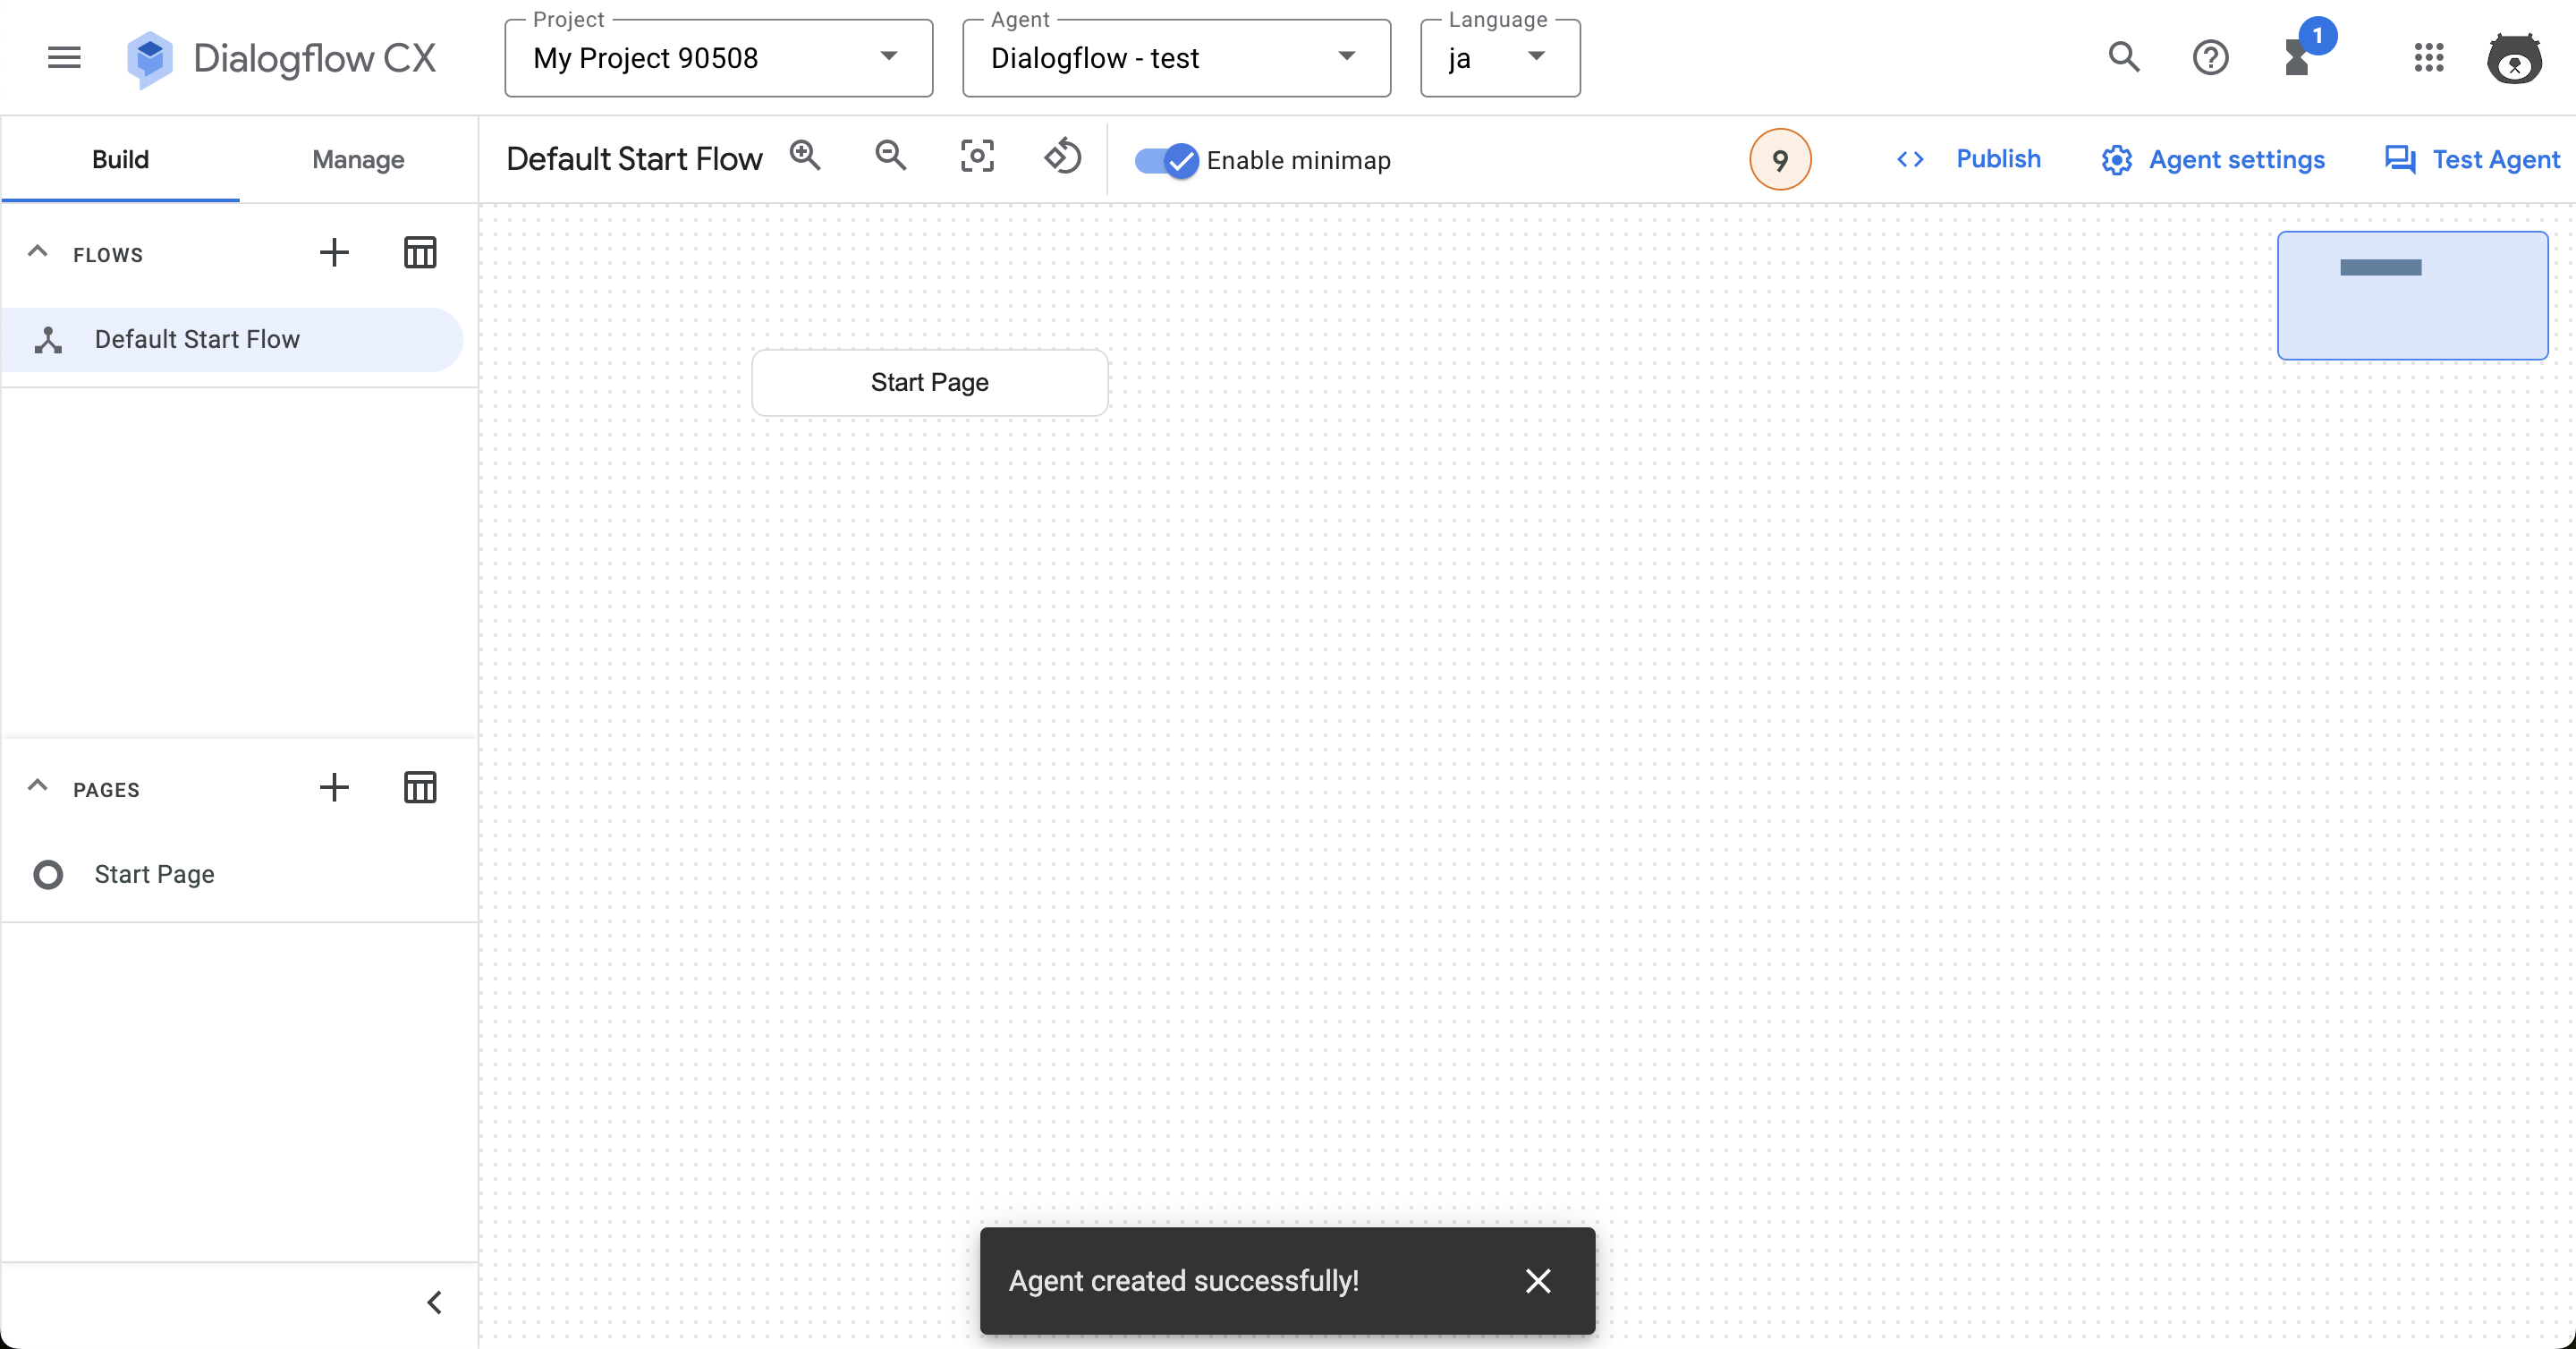 Dialogflow CX
Project
My Project 90508
Agent
Dialogflow - test
Language
ja
1
Build
Manage
Default Start Flow
Enable minimap
9
Publish
Agent settings
Test Agent
FLOWS
Default Start Flow
Start Page
PAGES
Start Page
Agent created successfully!